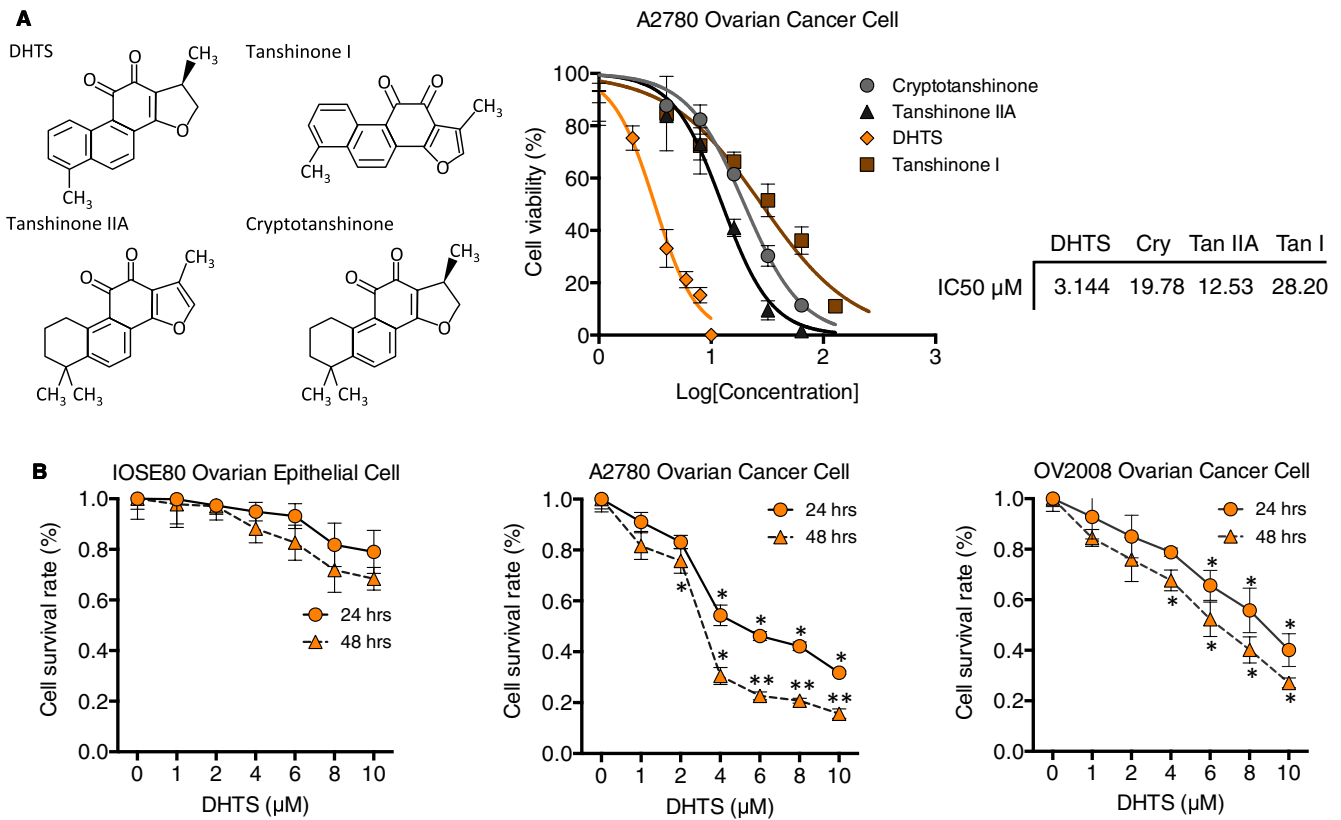 A
A2780 Ovarian Cancer Cell
DHTS
CH3
O
O
O
CH3
Tanshinone I
O
O
CH3
O
CH3
Tanshinone IIA
O
O
CH3
O
CH3 CH3
Cryptotanshinone
O
O
CH3
O
CH3 CH3
Cell viability (%)
100
80
60
40
20
0
0 1 2 3
Log[Concentration]
Cryptotanshinone
Tanshinone IIA
DHTS
Tanshinone I
DHTS Cry Tan IIA Tan I
IC50 μM 3.144 19.78 12.53 28.20
B
IOSE80 Ovarian Epithelial Cell
Cell survival rate (%)
1.0
0.8
0.6
0.4
0.2
0.0
24 hrs
48 hrs
0 1 2 4 6 8 10
DHTS (μM)
A2780 Ovarian Cancer Cell
Cell survival rate (%)
1.0
0.8
0.6
0.4
0.2
0.0
24 hrs
48 hrs
* * * * *
* ** ** **
0 1 2 4 6 8 10
DHTS (μM)
OV2008 Ovarian Cancer Cell
Cell survival rate (%)
1.0
0.8
0.6
0.4
0.2
0.0
24 hrs
48 hrs
* * *
* * * *
0 1 2 4 6 8 10
DHTS (μM)